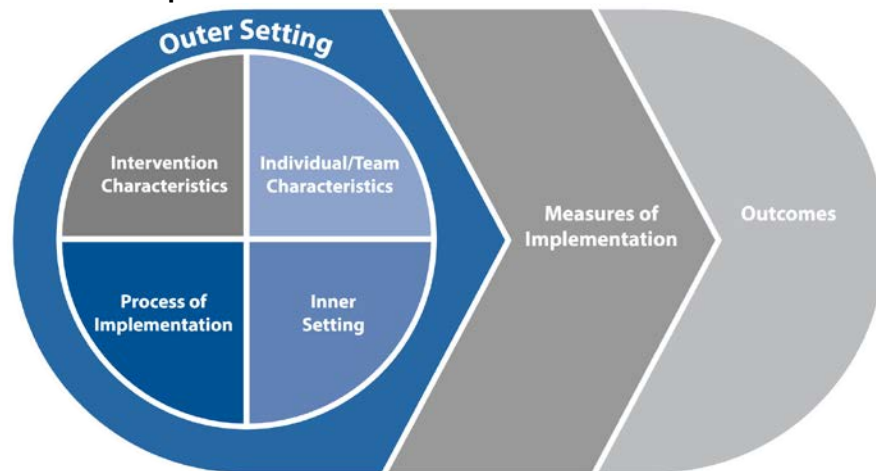 Outer Setting
Intervention
Characteristics
Individual/Team
Characteristics
Process of
Implementation
Inner
Setting
Measures of
Implementation
Outcomes